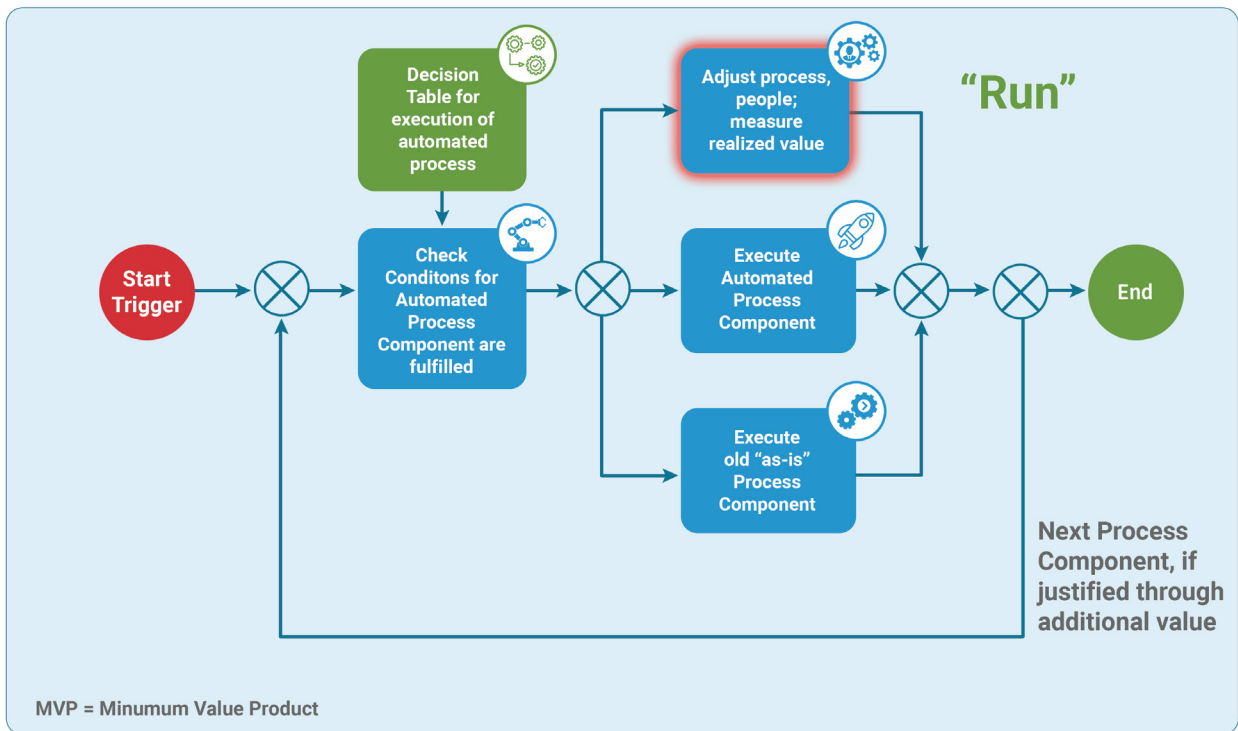 Decision
Table for
execution of
automated
process
Adjust process,
people;
measure
realized value
“Run”
Start
Trigger
Check
Conditons for
Automated
Process
Component are
fulfilled
Execute
Automated
Process
Component
End
Execute
old “as-is”
Process
Component
Next Process
Component, if
justified through
additional value
MVP = Minumum Value Product